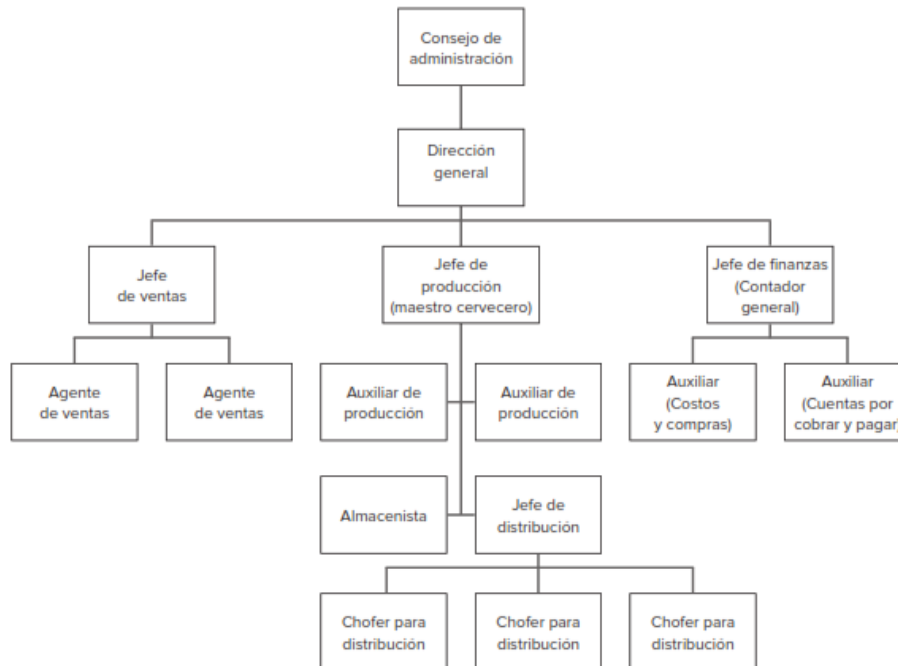 Consejo de
administración
Dirección
general
Jefe
de ventas
Jefe de
producción
(maestro cervecero)
Jefe de finanzas
(Contador
general)
Agente
de ventas
Agente
de ventas
Auxiliar de
producción
Auxiliar de
producción
Auxiliar
(Costos
y compras)
Auxiliar
(Cuentas por
cobrar y pagar)
Almacenista
Jefe de
distribución
Chofer para
distribución
Chofer para
distribución
Chofer para
distribución